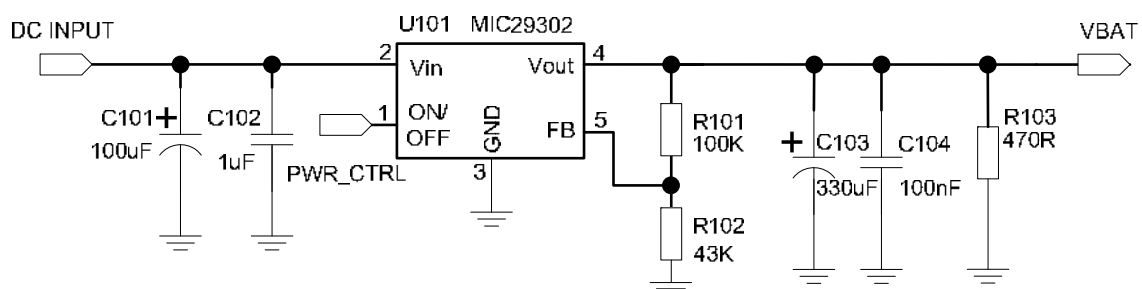 DC INPUT
U101 MIC29302
VBAT
2
4
Vin
Vout
C101
+
100uF
C102
1uF
1
PWR_CTRL
ON/
OFF
GND
3
FB
5
R101
100K
R102
43K
+
C103
330uF
C104
100nF
R103
470R